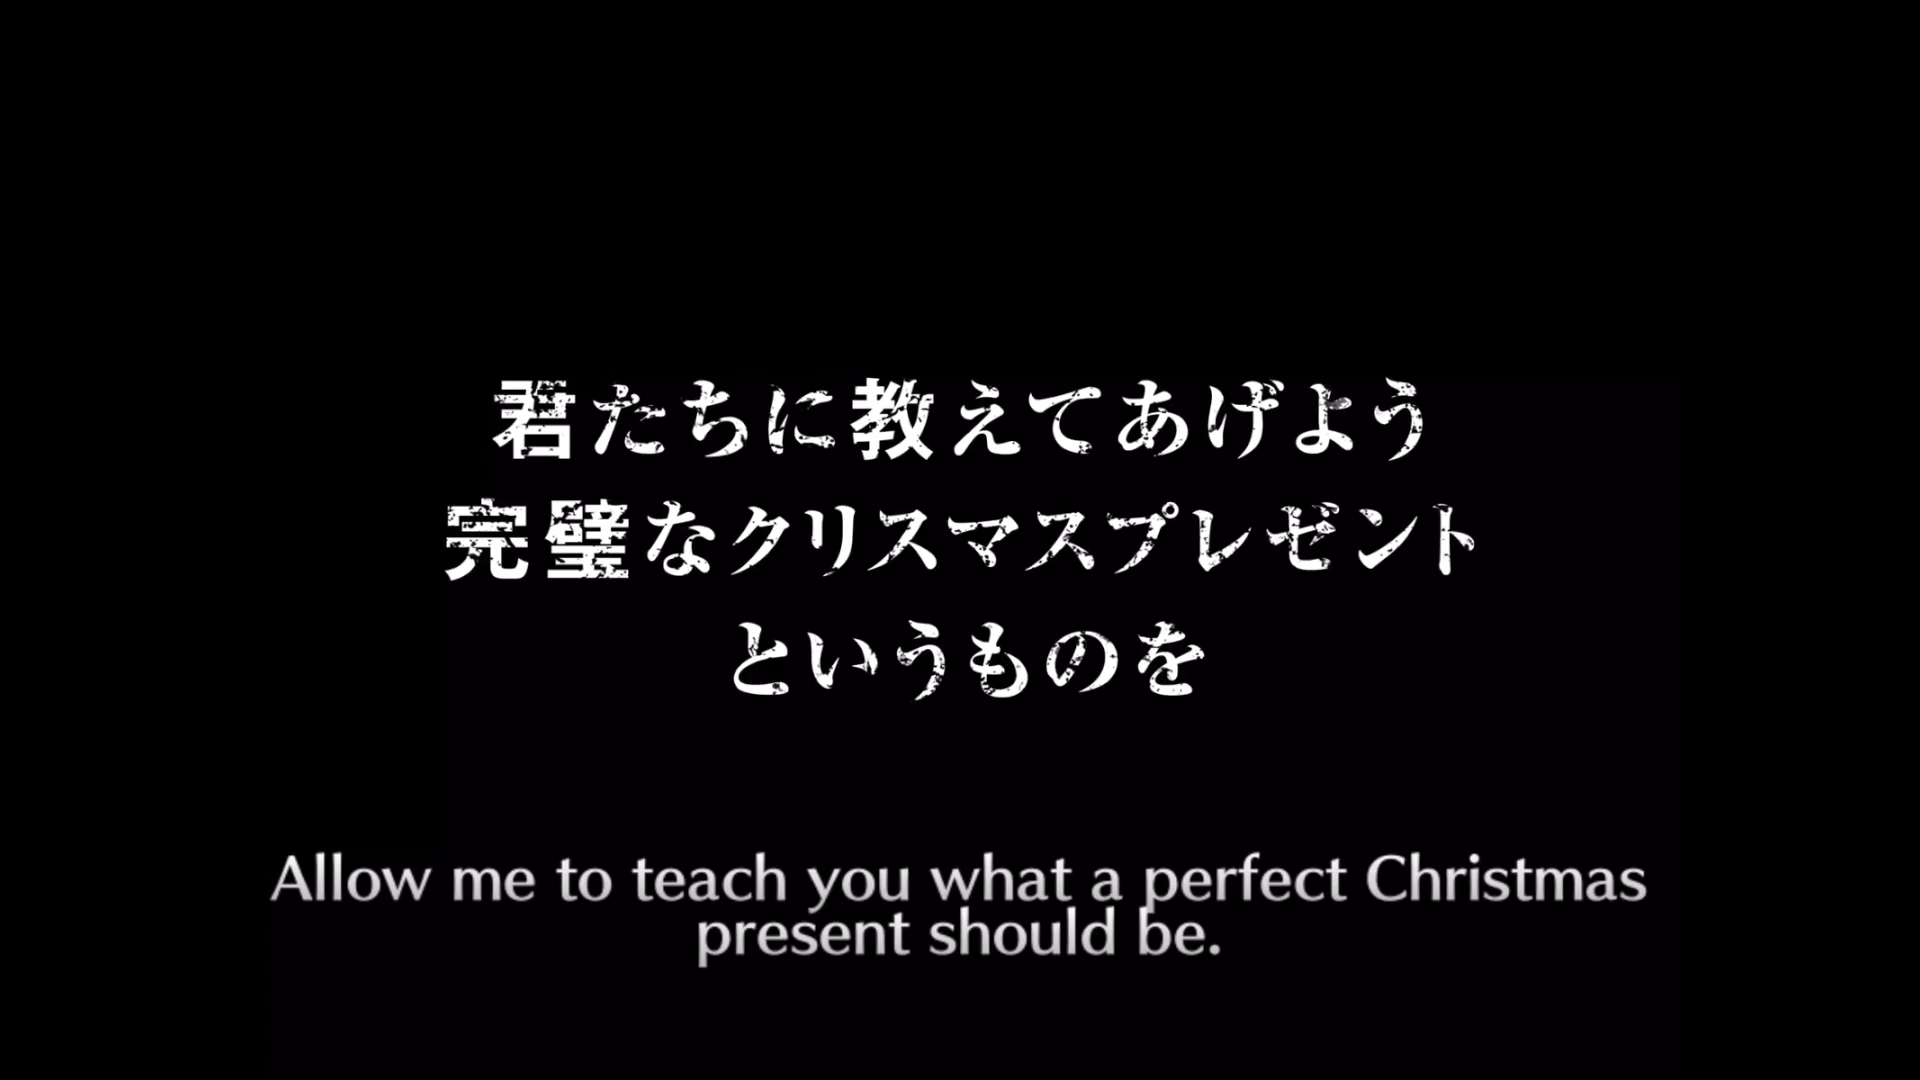 君たちに教えてあげよう
完璧なクリスマスプレゼント
というものを
Allow me to teach you what a perfect Christmas
present should be.